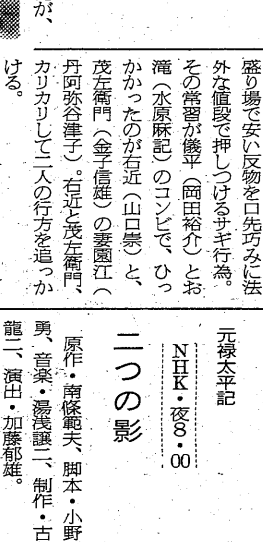 が、
盛り場で安い反物を口先巧みに法
外な値段で押しつけるサギ行為。
その常習が儀平（岡田裕介）とお
滝（水原麻記）のコンビで、ひっ
かかったのが右近（山口崇）と、
茂左衛門（金子信雄）の妻園江（
丹阿弥谷津子）。右近と茂左衛門、
カリカリして二人の行方を追っか
ける。
元禄太平記
NHK・夜8・00
二つの影
原作・南條範夫、脚本・小野田
勇、音楽・湯浅譲二、制作・古閑
龍二、演出・加藤郁雄。